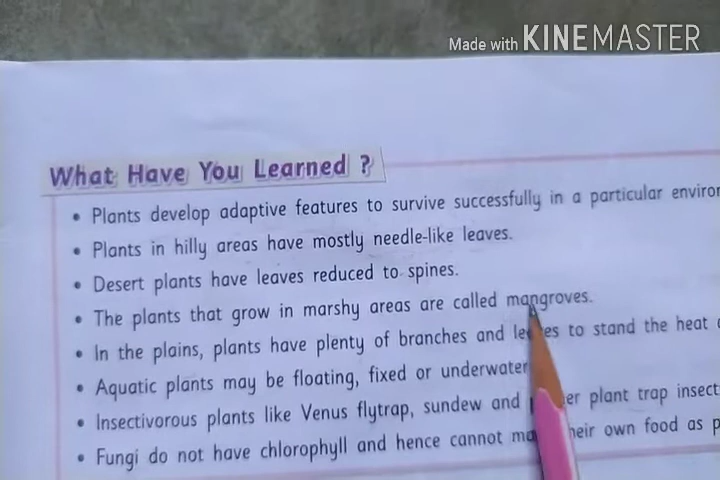 Made with KINEMASTER
What Have You Learned ?
• Plants develop adaptive features to survive successfully in a particular
• Plants in hilly areas have mostly needle-like leaves.
• Desert plants have leaves reduced to spines.
• The plants that grow in marshy areas are called mangroves.
• In the plains, plants have plenty of branches and to stand the heat
• Aquatic plants may be floating, fixed or underwater
• Insectivorous plants like Venus flytrap, sundew and plant trap
• Fungi do not have chlorophyll and hence cannot their own food as